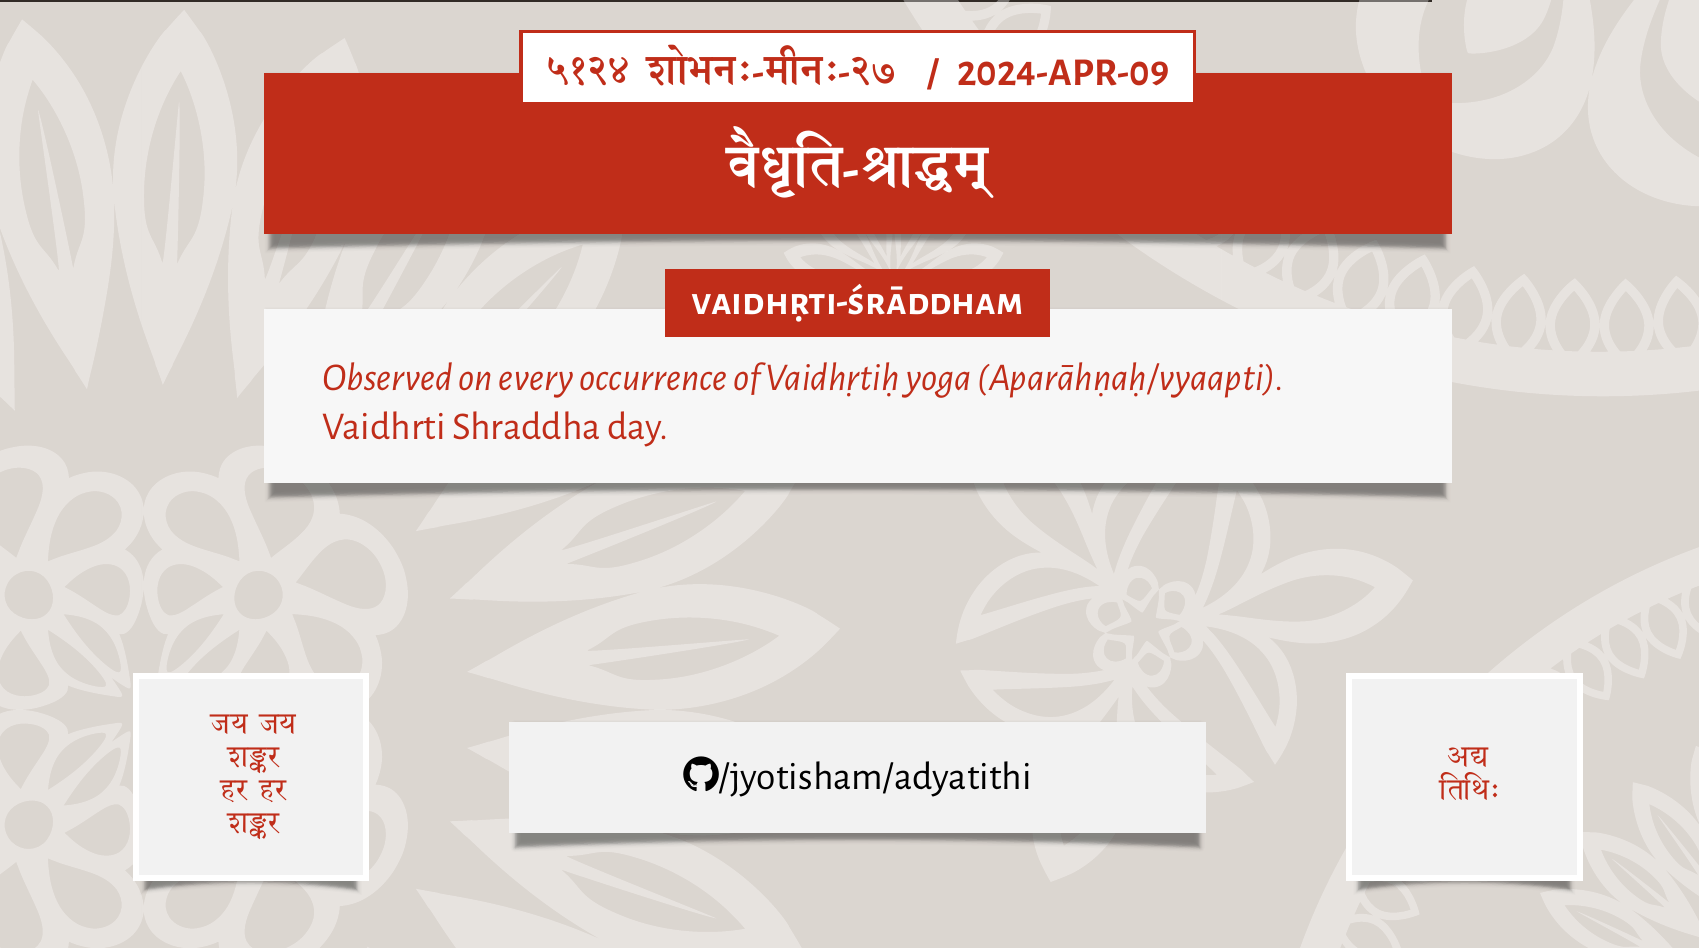 ५१२४ शोभनः-मीनः-२७ / 2024-APR-09
वैधृति-श्राद्धम्
VAIDHṚTI-ŚRĀDDHAM
Observed on every occurrence of Vaidhṛtiḥ yoga (Aparāhṇaḥ/vyaapti).
Vaidhrti Shraddha day.
जय जय
शङ्कर
हर हर
शङ्कर
/jyotisham/adyatithi
अद्य
तिथिः